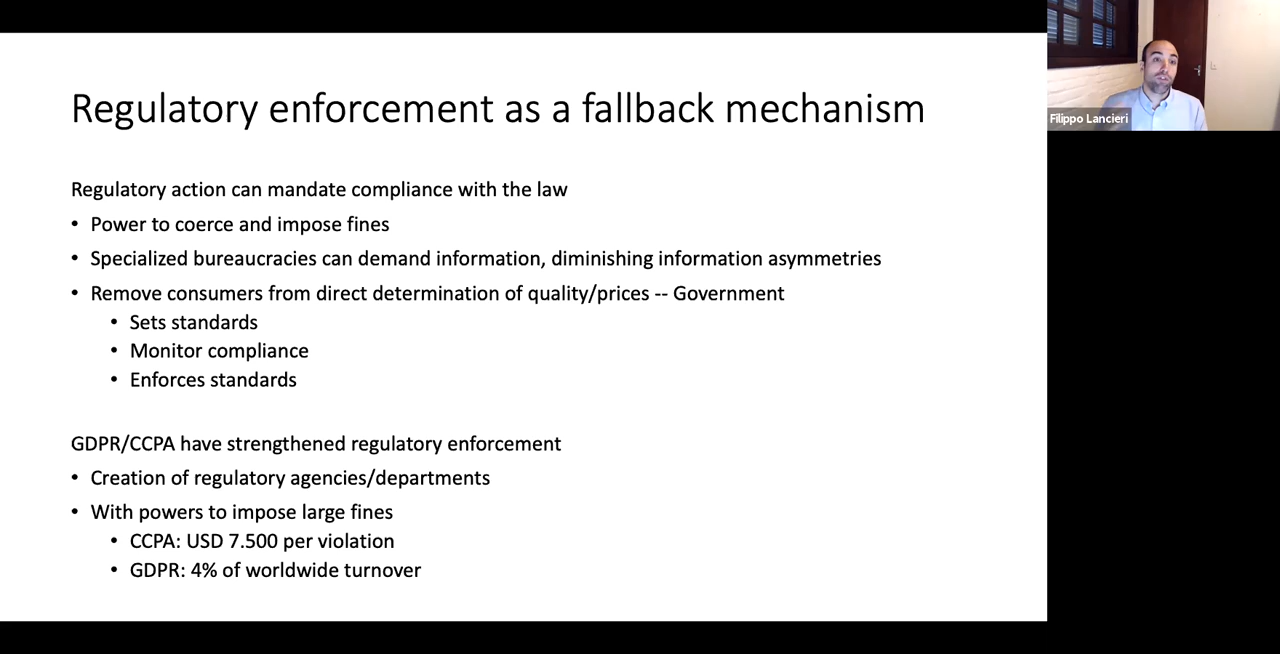 Regulatory enforcement as a fallback mechanism
Filippo Lancieri
Regulatory action can mandate compliance with the law
• Power to coerce and impose fines
• Specialized bureaucracies can demand information, diminishing information asymmetries
• Remove consumers from direct determination of quality/prices -- Government
• Sets standards
• Monitor compliance
• Enforces standards
GDPR/CCPA have strengthened regulatory enforcement
• Creation of regulatory agencies/departments
• With powers to impose large fines
• CCPA: USD 7.500 per violation
• GDPR: 4% of worldwide turnover